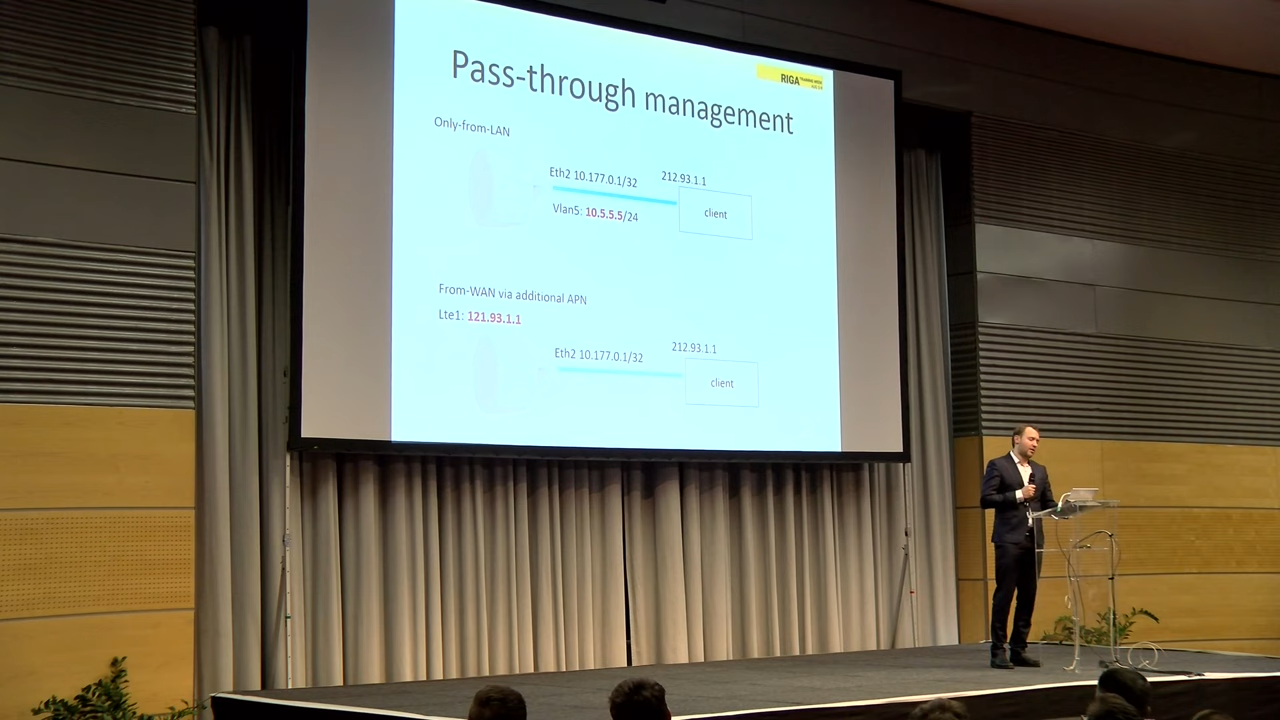 Pass-through management
RIGA TRAINING WEEK
Only-from-LAN
Eth2 10.177.0.1/32
212.93.1.1
Vlan5: 10.5.5.5/24
client
From-WAN via additional APN
Lte1: 121.93.1.1
Eth2 10.177.0.1/32
212.93.1.1
client